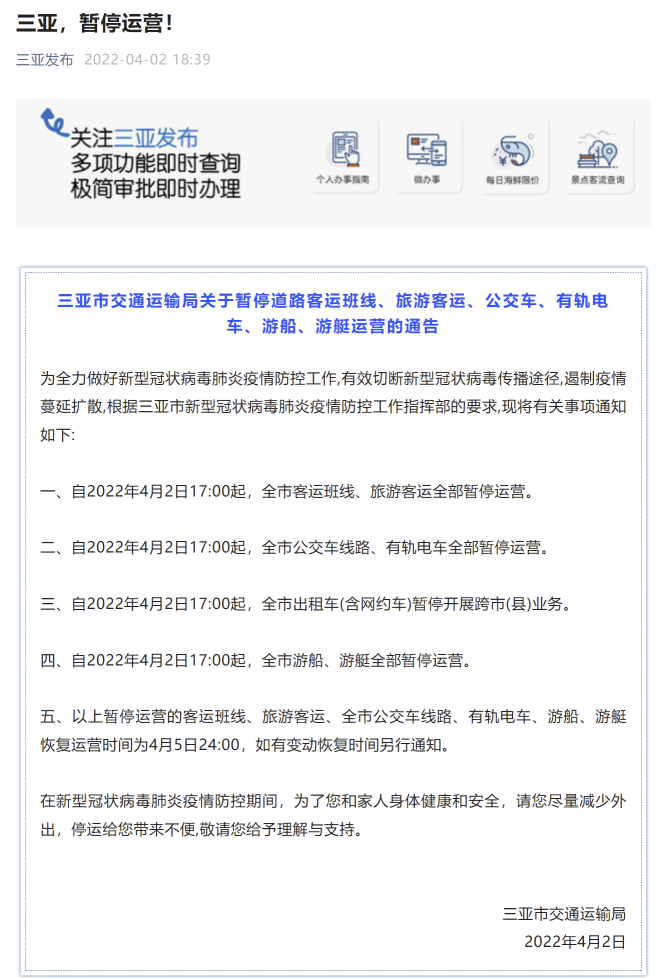 三亚，暂停运营！
三亚发布 2022-04-02 18:39
关注三亚发布
多项功能即时查询
极简审批即时办理
个人办事指南 微办事 每日海鲜限价 景点客流查询
三亚市交通运输局关于暂停道路客运班线、旅游客运、公交车、有轨电
车、游船、游艇运营的通告
为全力做好新型冠状病毒肺炎疫情防控工作,有效切断新型冠状病毒传播途径,遏制疫情
蔓延扩散,根据三亚市新型冠状病毒肺炎疫情防控工作指挥部的要求,现将有关事项通知
如下:
一、自2022年4月2日17:00起，全市客运班线、旅游客运全部暂停运营。
二、自2022年4月2日17:00起，全市公交车线路、有轨电车全部暂停运营。
三、自2022年4月2日17:00起，全市出租车(含网约车)暂停开展跨市(县)业务。
四、自2022年4月2日17:00起，全市游船、游艇全部暂停运营。
五、以上暂停运营的客运班线、旅游客运、全市公交车线路、有轨电车、游船、游艇
恢复运营时间为4月5日24:00，如有变动恢复时间另行通知。
在新型冠状病毒肺炎疫情防控期间，为了您和家人身体健康和安全，请您尽量减少外
出，停运给您带来不便,敬请您给予理解与支持。
三亚市交通运输局
2022年4月2日